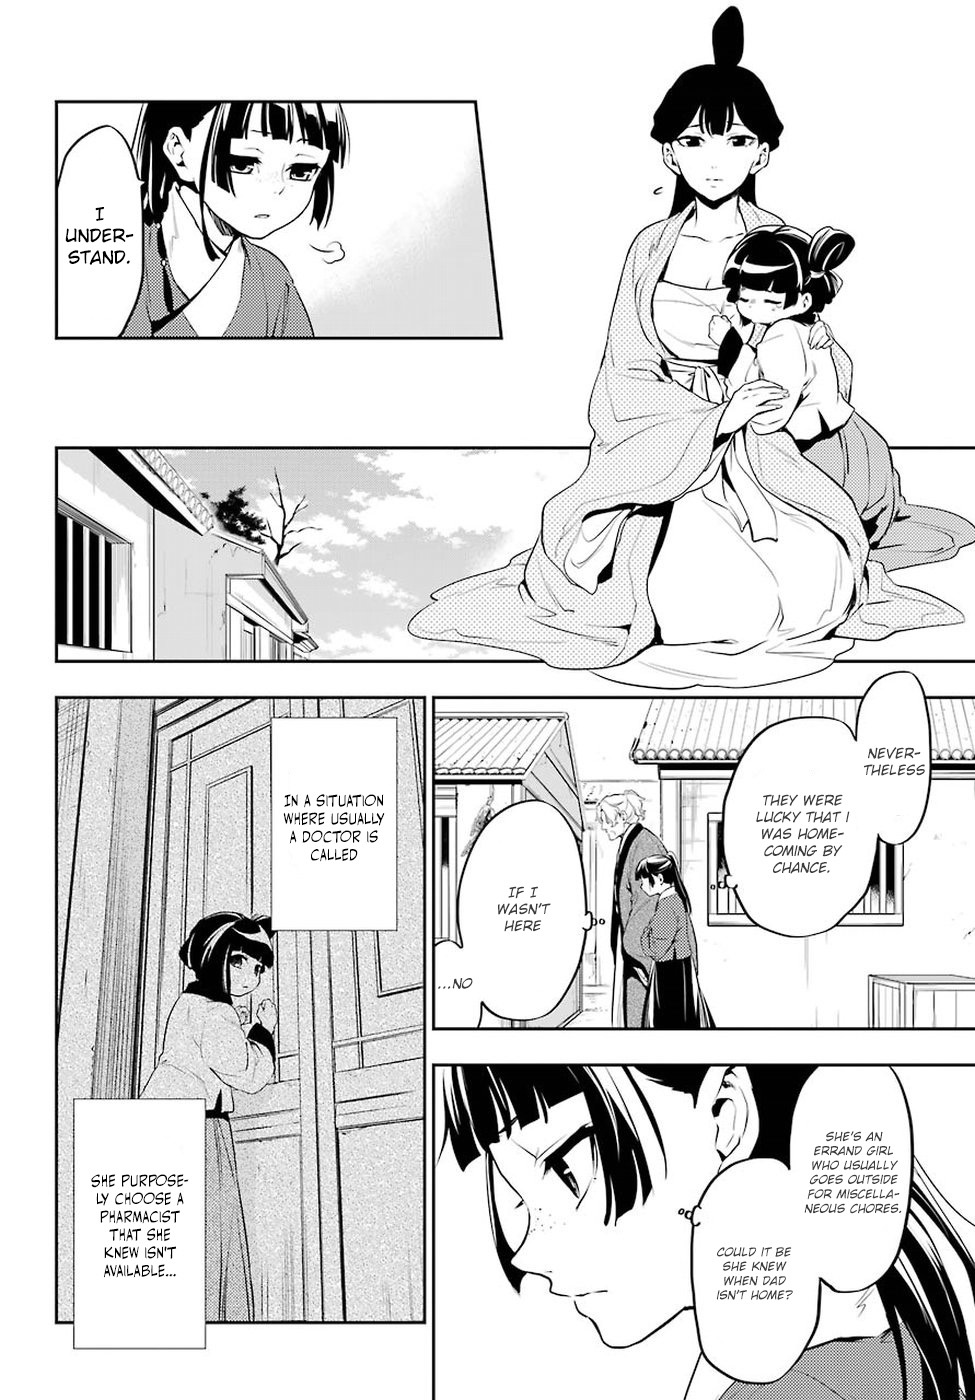 I
UNDER-
STAND.
NEVER-
THELESS
THEY WERE
LUCKY THAT I
WAS HOME-
COMING BY
CHANCE.
IF I
WASN'T
HERE
...NO
IN A SITUATION
WHERE USUALLY
A DOCTOR IS
CALLED
SHE PURPOSE-
LY CHOOSE A
PHARMACIST
THAT SHE
KNEW ISN'T
AVAILABLE...
SHE'S AN
ERRAND GIRL
WHO USUALLY
GOES OUTSIDE
FOR MISCELLA-
NEOUS CHORES.
COULD IT BE
SHE KNEW
WHEN DAD
ISN'T HOME?